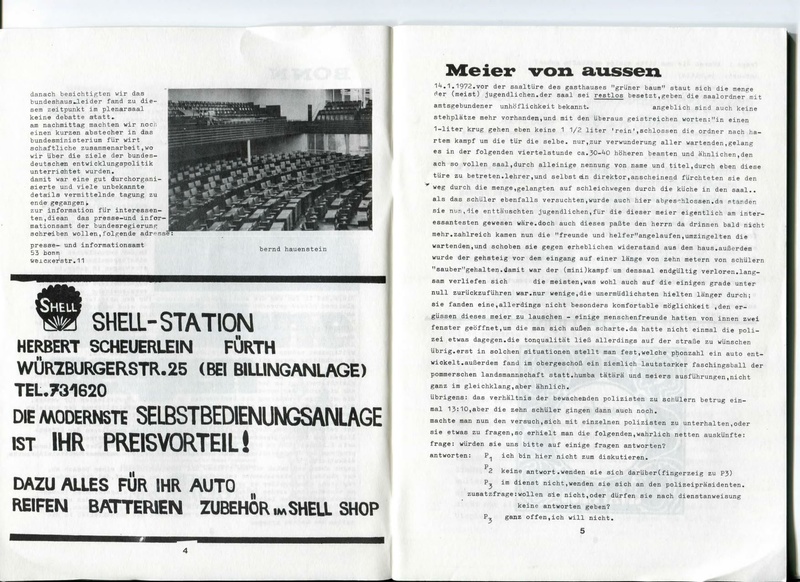 danach besichtigten wir das
bundeshaus.leider fand zu die-
sem zeitpunkt im plenarsaal
keine debatte statt.
am nachmittag machten wir noch
einen kurzen abstecher in das
bundesministerium für wirt
schaftliche zusammenarbeit,wo
wir über die ziele der bundes-
deutschen entwicklungspolitik
unterrichtet wurden.
damit war eine gut durchorgani-
sierte und viele unbekannte
details vermittelnde tagung zu
ende gegangen.
zur information für interessen-
ten,diean das presse-und infor-
mationsamt der bundesregierung
schreiben wollen,folgende adresse:
presse- und informationsamt
53 bonn
weickerstr.11
bernd hauenstein
SHELL
SHELL-STATION
HERBERT SCHEUERLEIN FÜRTH
WÜRZBURGERSTR.25 (BEI BILLINGANLAGE)
TEL.731620
DIE MODERNSTE SELBSTBEDIENUNGSANLAGE
IST IHR PREISVORTEIL!
DAZU ALLES FÜR IHR AUTO
REIFEN BATTERIEN ZUBEHÖR IM SHELL SHOP
4
Meier von aussen
14.1.1972.vor der saaltüre des gasthauses "grüner baum" staut sich die menge
der (meist) jugendlichen.der saal sei restlos besetzt,geben die saalordner mit
amtsgebundener unhöflichkeit bekannt. angeblich sind auch keine
stehplätze mehr vorhanden,und mit den überaus geistreichen worten:"in einen
1-liter krug gehen eben keine 1 1/2 liter 'rein',schlossen die ordner nach har-
tem kampf um die tür die selbe. nur,zur verwunderung aller wartenden,gelang
es in der folgenden viertelstunde ca.30-40 höheren beamten und ähnlichen,den
ach so vollen saal,durch alleinige nennung von name und titel,durch eben diese
türe zu betreten.lehrer,und selbst ein direktor,anscheinend fürchteten sie den
weg durch die menge,gelangten auf schleichwegen durch die küche in den saal..
als das schüler ebenfalls versuchten,wurde auch hier abgeschlossen.da standen
sie nun,die enttäuschten jugendlichen,für die dieser meier eigentlich am inter-
essantesten gewesen wäre.doch auch dieses paßte den herrn da drinnen bald nicht
mehr.zahlreich kamen nun die "freunde und helfer"angelaufen,umzingelten die
wartenden,und schoben sie gegen erheblichen widerstand aus dem haus.außerdem
wurde der gehsteig vor dem eingang auf einer länge von zehn metern von schülern
"sauber"gehalten.damit war der (mini)kampf um dessaal endgültig verloren.lang-
sam verliefen sich die meisten,was wohl auch auf die einigen grade unter
null zurückzuführen war.nur wenige,die unermüdlichsten hielten länger durch;
sie fanden eine,allerdings nicht besonders komfortable möglichkeit ,den er-
güssen dieses meier zu lauschen - einige menschenfreunde hatten von innen zwei
fenster geöffnet,um die man sich außen scharte.da hatte nicht einmal die poli-
zei etwas dagegen.die tonqualität ließ allerdings auf der straße zu wünschen
übrig.erst in solchen situationen stellt man fest,welche phonzahl ein auto ent-
wickelt.außerdem fand im obergeschoß ein ziemlich lautstarker faschingsball der
pommerschen landsmannschaft statt.humba tätärä und meiers ausführungen,nicht
ganz im gleichklang,aber ähnlich.
übrigens: das verhältnis der bewachenden polizisten zu schülern betrug ein-
mal 13:10,aber die zehn schüler gingen dann auch noch.
machte man nun den versuch,sich mit einzelnen polizisten zu unterhalten,oder
sie etwas zu fragen,so erhielt man die folgenden,wahrlich netten auskünfte:
frage: würden sie uns bitte auf einige fragen antworten?
antworten: P1 ich bin hier nicht zum diskutieren.
P2 keine antwort.wenden sie sich darüber(fingerzeig zu P3)
P3 im dienst nicht,wenden sie sich an den polizeipräsidenten.
zusatzfrage:wollen sie nicht,oder dürfen sie nach dienstanweisung
keine antworten geben?
P3 ganz offen,ich will nicht.
5